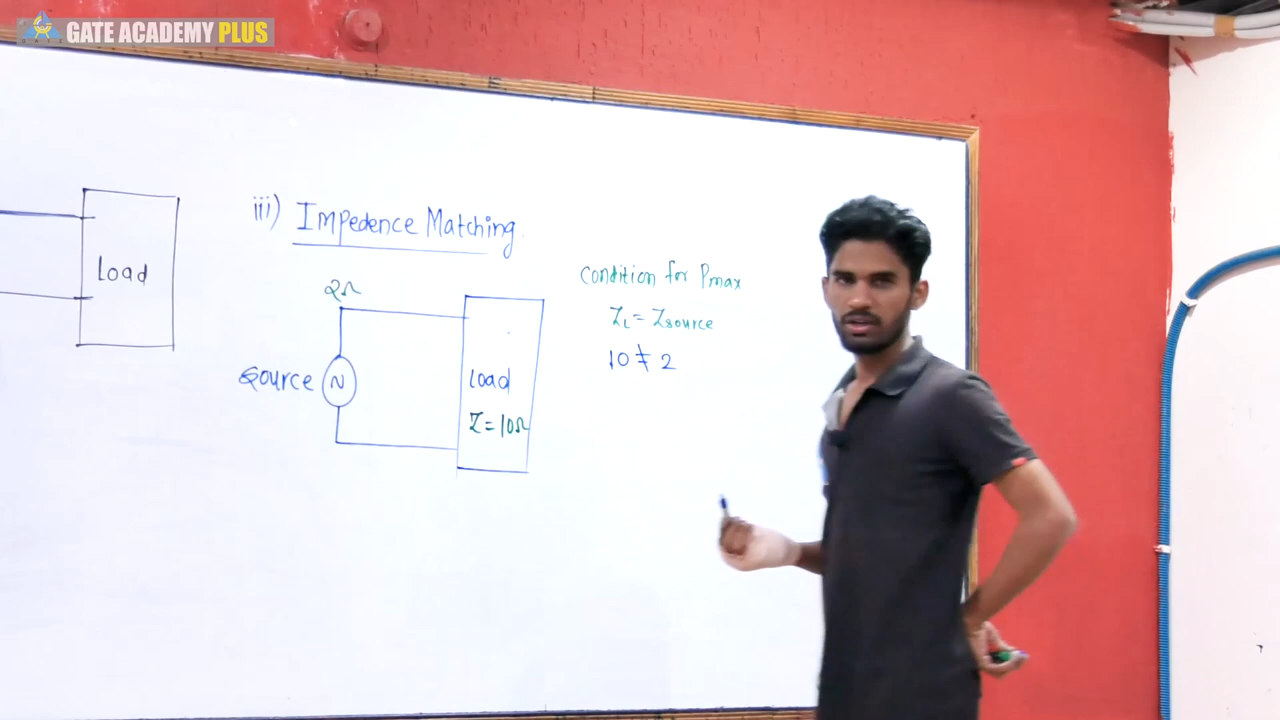 GATE ACADEMY PLUS
Load
iii) Impedence Matching.
2Ω
Source
N
Load
Z = 10Ω
Condition for Pmax
ZL = Zsource
10 ≠ 2